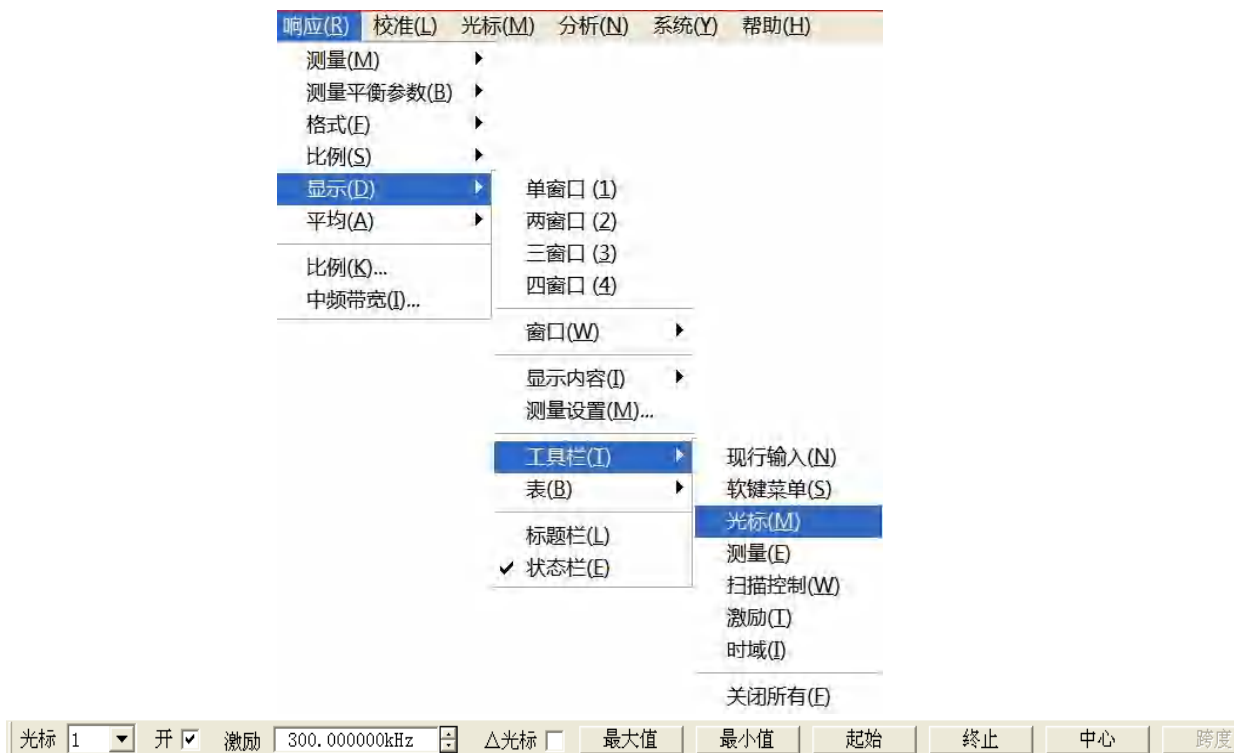 响应(R) 校准(L) 光标(M) 分析(N) 系统(Y) 帮助(H)
测量(M)
测量平衡参数(B)
格式(F)
比例(S)
显示(D)
平均(A)
比例(K)...
中频带宽(I)...
单窗口 (1)
两窗口 (2)
三窗口 (3)
四窗口 (4)
窗口(W)
显示内容(I)
测量设置(M)...
工具栏(T)
表(B)
标题栏(L)
状态栏(E)
现行输入(N)
软键菜单(S)
光标(M)
测量(E)
扫描控制(W)
激励(T)
时域(I)
关闭所有(F)
光标 1 开 激励 300.000000kHz △光标 最大值 最小值 起始 终止 中心 跨度